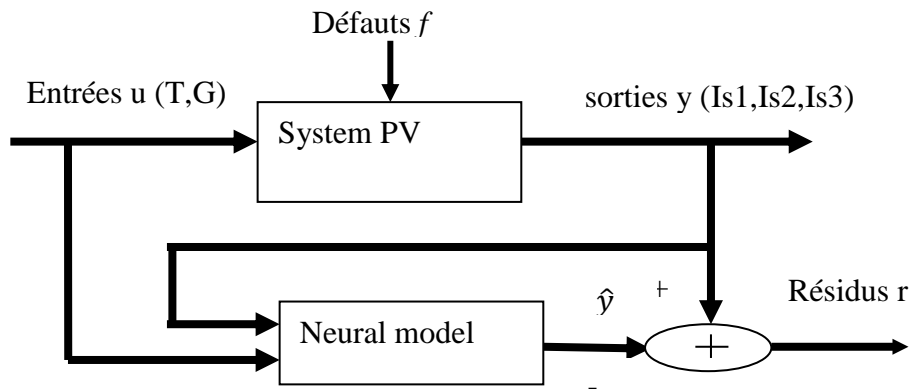 Défauts f
Entrées u (T,G)
sorties y (Is1,Is2,Is3)
System PV
ŷ
+
Résidus r
Neural model
+
-